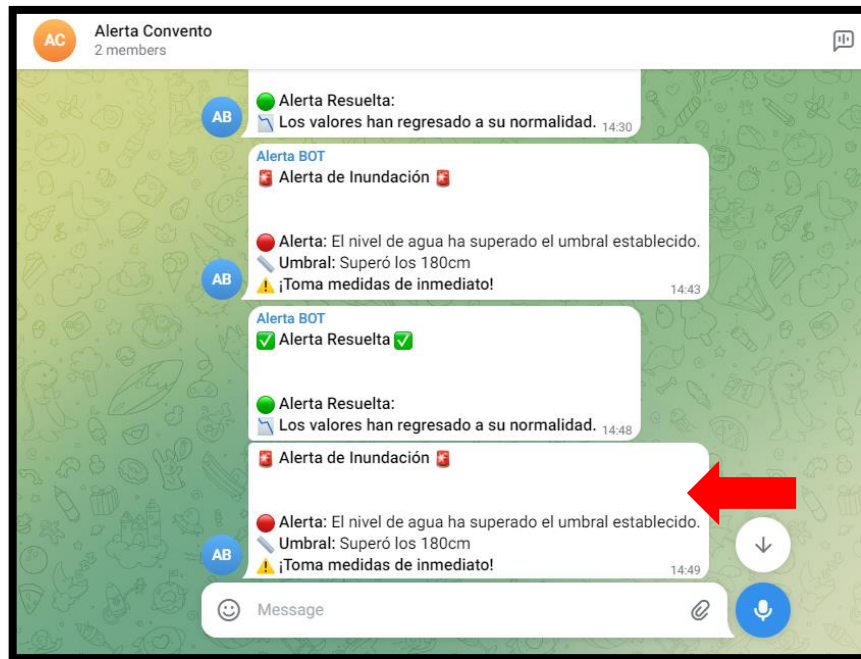 AC
Alerta Convento
2 members
Alerta Resuelta:
Los valores han regresado a su normalidad. 14:30
AB
Alerta BOT
Alerta de Inundación
Alerta: El nivel de agua ha superado el umbral establecido.
Umbral: Superó los 180cm
¡Toma medidas de inmediato!
14:43
AB
Alerta BOT
Alerta Resuelta
Alerta Resuelta:
Los valores han regresado a su normalidad. 14:48
Alerta de Inundación
Alerta: El nivel de agua ha superado el umbral establecido.
Umbral: Superó los 180cm
¡Toma medidas de inmediato!
14:49
AB
Message